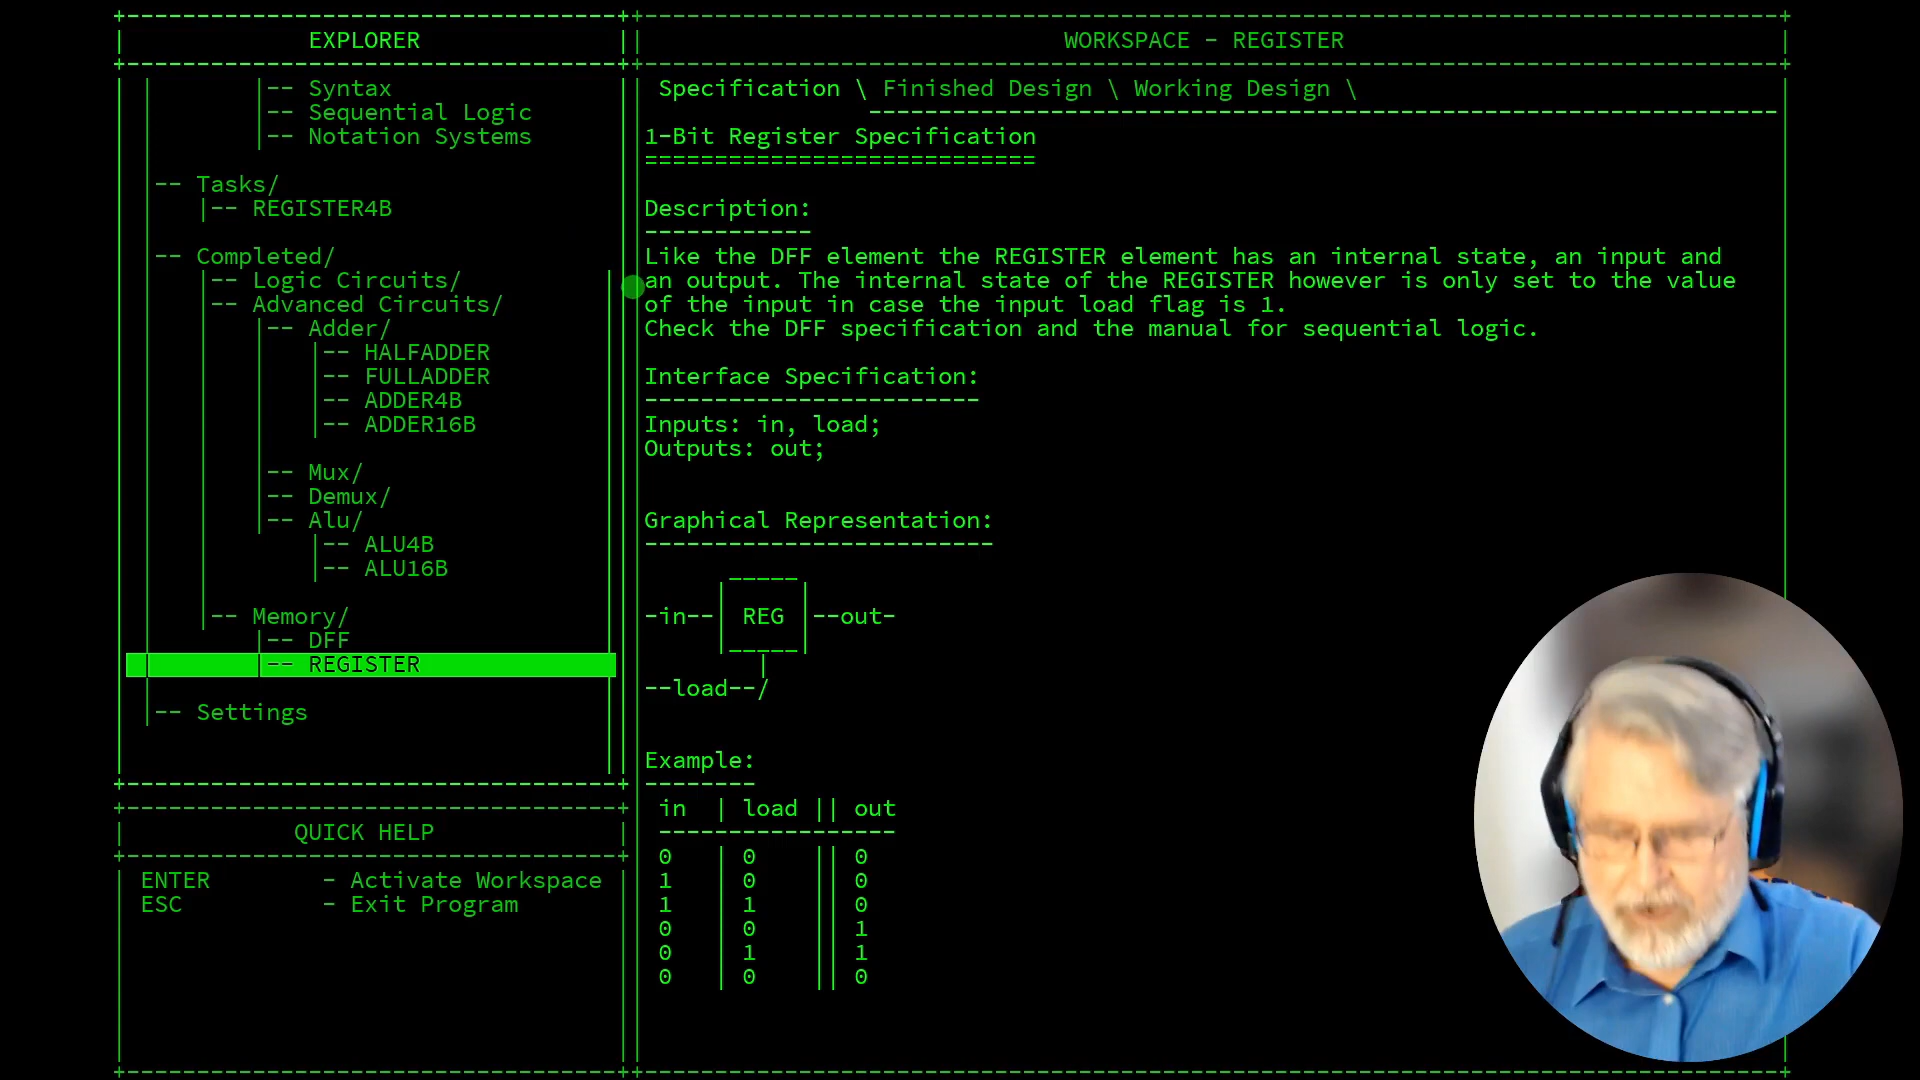 EXPLORER
|-- Syntax
|-- Sequential Logic
|-- Notation Systems
|-- Tasks/
|-- REGISTER4B
|-- Completed/
|-- Logic Circuits/
|-- Advanced Circuits/
|-- Adder/
|-- HALFADDER
|-- FULLADDER
|-- ADDER4B
|-- ADDER16B
|-- Mux/
|-- Demux/
|-- Alu/
|-- ALU4B
|-- ALU16B
|-- Memory/
|-- DFF
|-- REGISTER
|-- Settings
QUICK HELP
ENTER - Activate Workspace
ESC - Exit Program
WORKSPACE - REGISTER
Specification \ Finished Design \ Working Design \
1-Bit Register Specification
============================
Description:
------------
Like the DFF element the REGISTER element has an internal state, an input and
an output. The internal state of the REGISTER however is only set to the value
of the input in case the input load flag is 1.
Check the DFF specification and the manual for sequential logic.
Interface Specification:
------------------------
Inputs: in, load;
Outputs: out;
Graphical Representation:
-------------------------
-in--| REG |--out-
--load--/
Example:
--------
in | load || out
-----------------
0 | 0 || 0
1 | 0 || 0
1 | 1 || 0
0 | 0 || 1
0 | 1 || 1
0 | 0 || 0